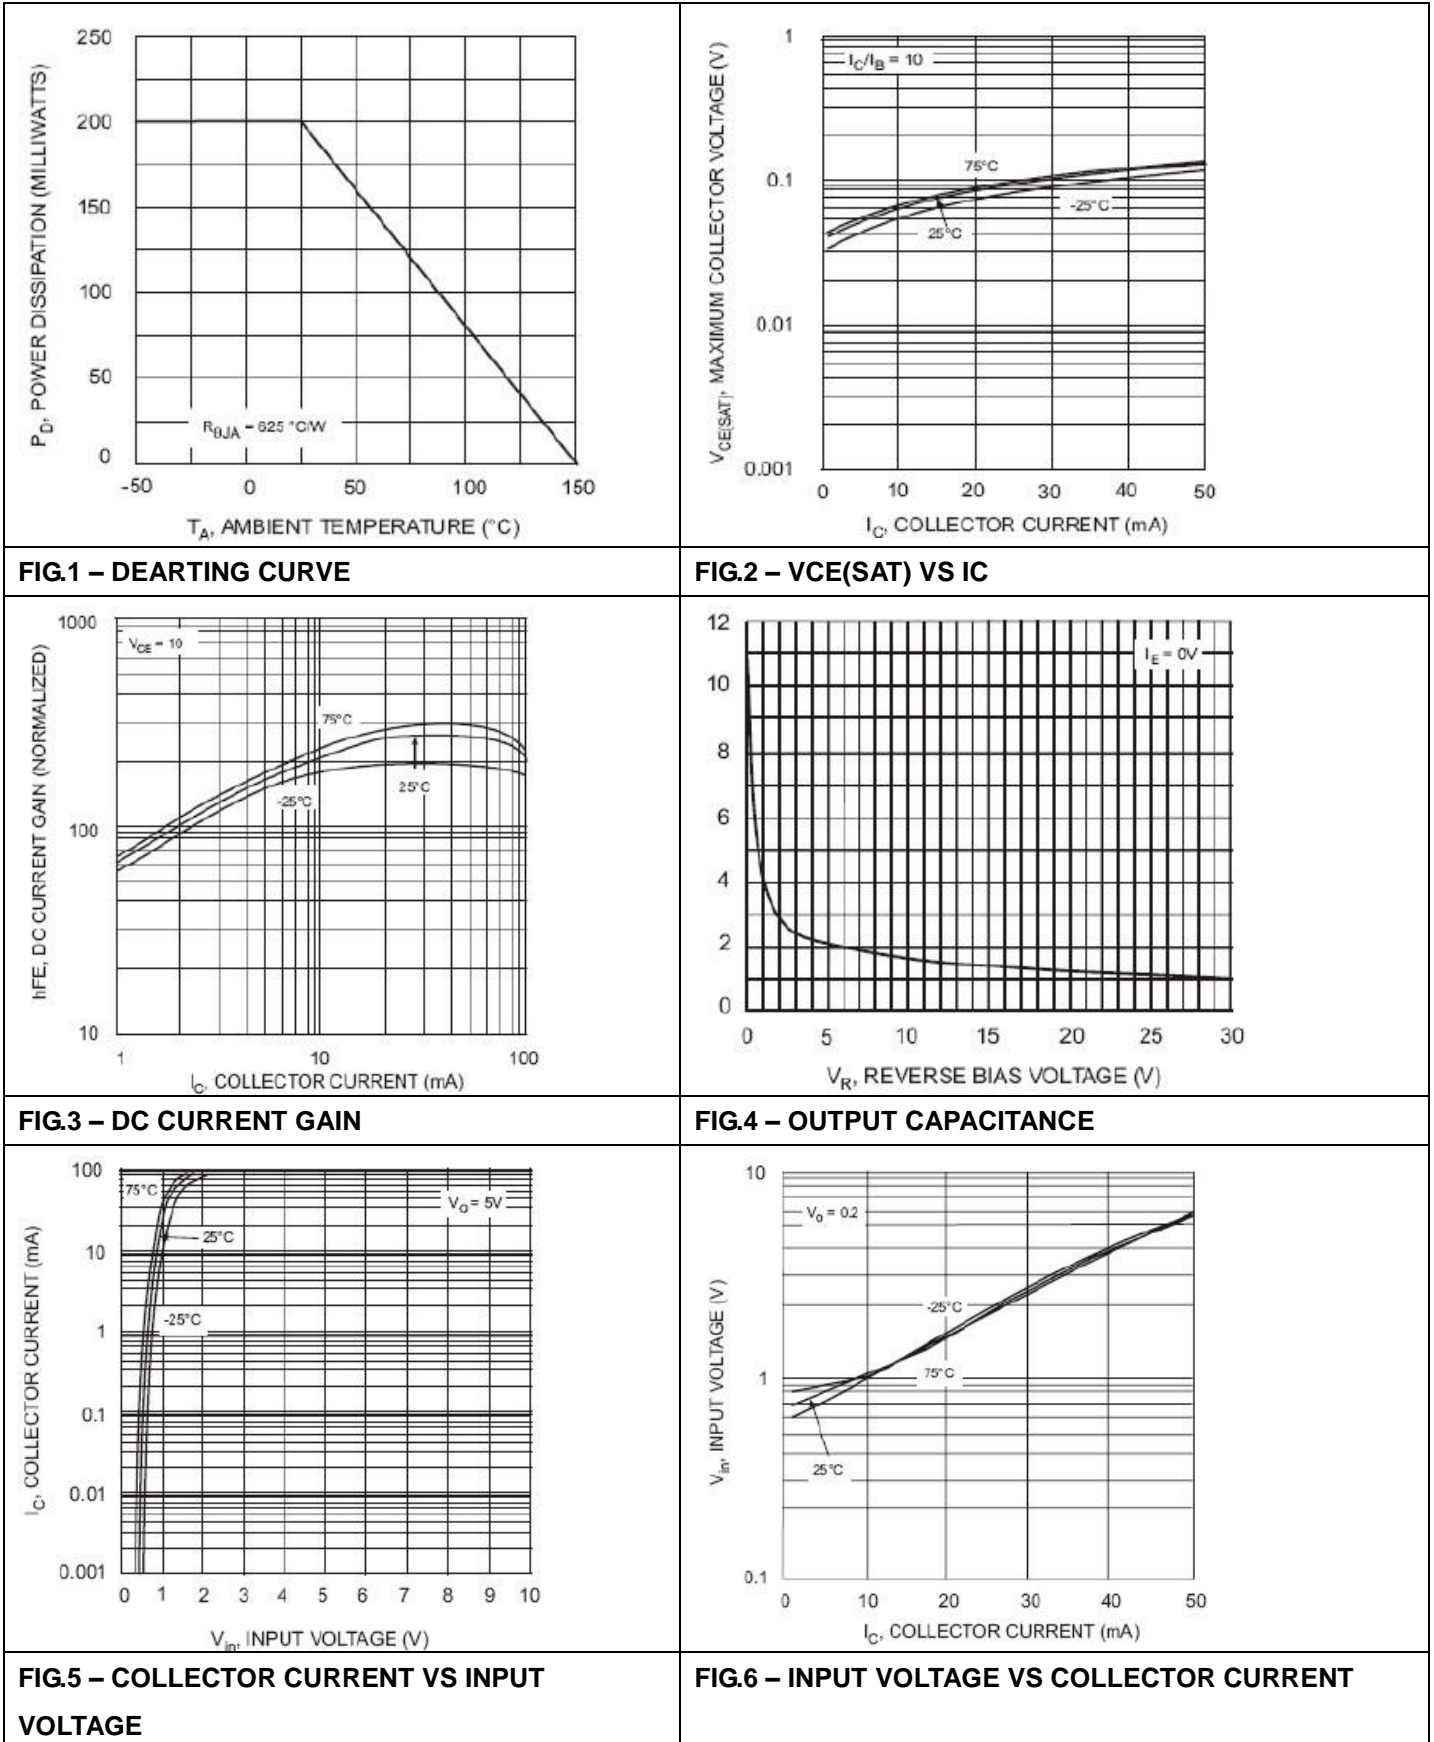 250
200
150
100
50
0
-50 0 50 100 150
P_D, POWER DISSIPATION (MILLIWATTS)
R_θJA = 625 °C/W
T_A, AMBIENT TEMPERATURE (°C)
FIG.1 – DEARTING CURVE
1
0.1
0.01
0.001
0 10 20 30 40 50
V_CE(SAT), MAXIMUM COLLECTOR VOLTAGE (V)
I_C/I_B = 10
75°C
-25°C
25°C
I_C, COLLECTOR CURRENT (mA)
FIG.2 – VCE(SAT) VS IC
1000
100
10
1 10 100
hFE, DC CURRENT GAIN (NORMALIZED)
V_CE = 10
75°C
25°C
-25°C
I_C, COLLECTOR CURRENT (mA)
FIG.3 – DC CURRENT GAIN
12
10
8
6
4
2
0
0 5 10 15 20 25 30
I_E = 0V
V_R, REVERSE BIAS VOLTAGE (V)
FIG.4 – OUTPUT CAPACITANCE
100
10
1
0.1
0.01
0.001
0 1 2 3 4 5 6 7 8 9 10
I_C, COLLECTOR CURRENT (mA)
75°C
V_O = 5V
25°C
-25°C
V_in, INPUT VOLTAGE (V)
FIG.5 – COLLECTOR CURRENT VS INPUT
VOLTAGE
10
1
0.1
0 10 20 30 40 50
V_in, INPUT VOLTAGE (V)
V_0 = 0.2
-25°C
75°C
25°C
I_C, COLLECTOR CURRENT (mA)
FIG.6 – INPUT VOLTAGE VS COLLECTOR CURRENT